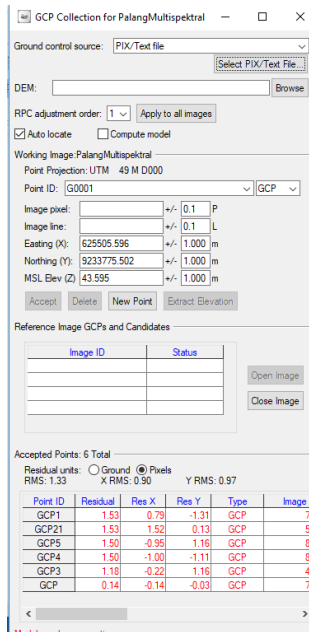 GCP Collection for PalangMultispektral
Ground control source: PIX/Text file
Select PIX/Text File...
DEM: Browse
RPC adjustment order: 1 Apply to all images
Auto locate Compute model
Working Image:PalangMultispektral
Point Projection: UTM 49 M D000
Point ID: G0001 GCP
Image pixel: +/- 0.1 P
Image line: +/- 0.1 L
Easting (X): 625505.596 +/- 1.000 m
Northing (Y): 9233775.502 +/- 1.000 m
MSL Elev (Z) 43.595 +/- 1.000 m
Accept Delete New Point Extract Elevation
Reference Image GCPs and Candidates
Image ID Status
Open Image
Close Image
Accepted Points: 6 Total
Residual units: Ground Pixels
RMS: 1.33 X RMS: 0.90 Y RMS: 0.97
Point ID Residual Res X Res Y Type Image
GCP1 1.53 0.79 -1.31 GCP 7
GCP21 1.53 1.52 0.13 GCP 5
GCP5 1.50 -0.95 1.16 GCP 8
GCP4 1.50 -1.00 -1.11 GCP 8
GCP3 1.18 -0.22 1.16 GCP 4
GCP 0.14 -0.14 -0.03 GCP 7